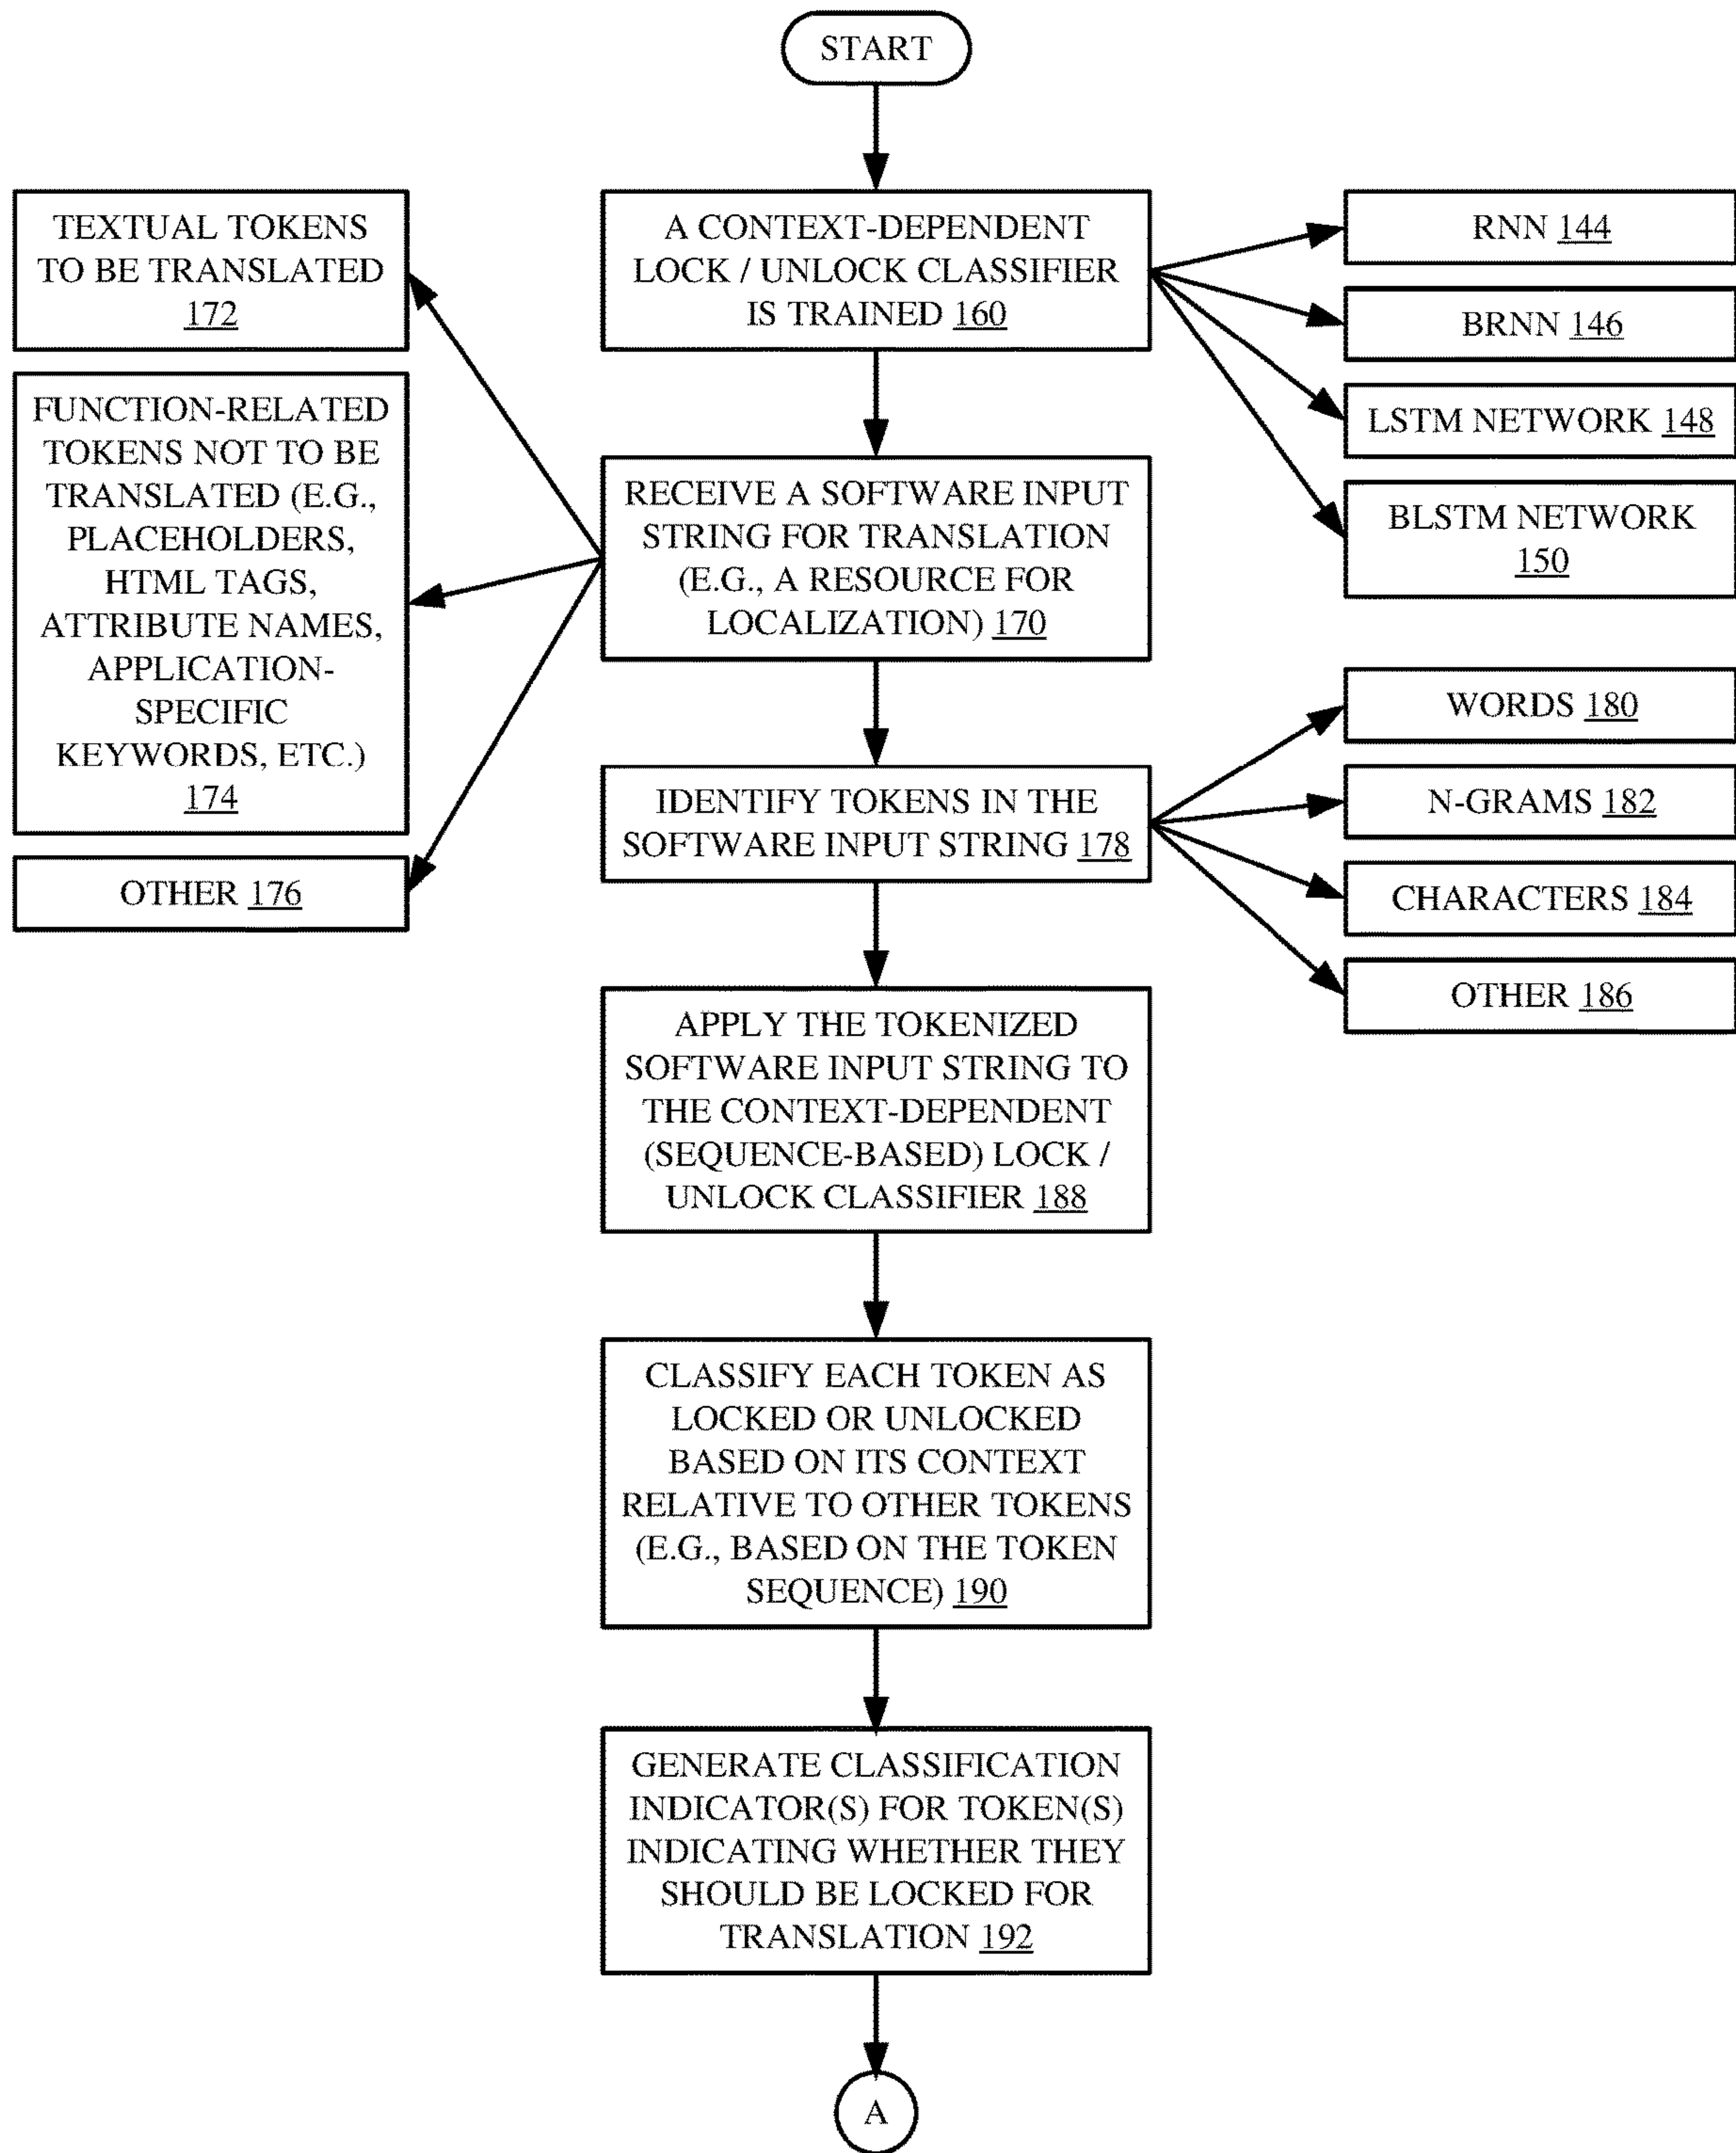 START
A CONTEXT-DEPENDENT
LOCK / UNLOCK CLASSIFIER
IS TRAINED 160
RNN 144
BRNN 146
LSTM NETWORK 148
BLSTM NETWORK
150
TEXTUAL TOKENS
TO BE TRANSLATED
172
FUNCTION-RELATED
TOKENS NOT TO BE
TRANSLATED (E.G.,
PLACEHOLDERS,
HTML TAGS,
ATTRIBUTE NAMES,
APPLICATION-
SPECIFIC
KEYWORDS, ETC.)
174
OTHER 176
RECEIVE A SOFTWARE INPUT
STRING FOR TRANSLATION
(E.G., A RESOURCE FOR
LOCALIZATION) 170
IDENTIFY TOKENS IN THE
SOFTWARE INPUT STRING 178
WORDS 180
N-GRAMS 182
CHARACTERS 184
OTHER 186
APPLY THE TOKENIZED
SOFTWARE INPUT STRING TO
THE CONTEXT-DEPENDENT
(SEQUENCE-BASED) LOCK /
UNLOCK CLASSIFIER 188
CLASSIFY EACH TOKEN AS
LOCKED OR UNLOCKED
BASED ON ITS CONTEXT
RELATIVE TO OTHER TOKENS
(E.G., BASED ON THE TOKEN
SEQUENCE) 190
GENERATE CLASSIFICATION
INDICATOR(S) FOR TOKEN(S)
INDICATING WHETHER THEY
SHOULD BE LOCKED FOR
TRANSLATION 192
A